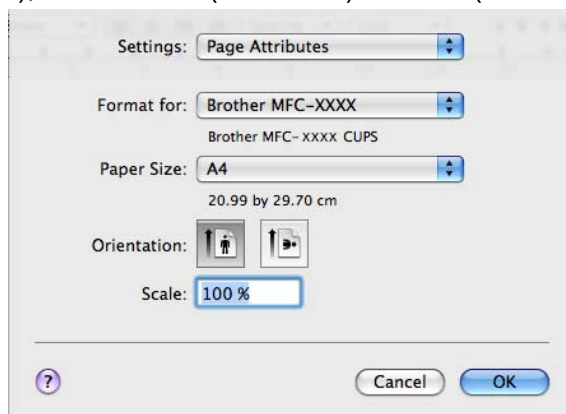 Settings: Page Attributes
Format for: Brother MFC-XXXX
Brother MFC- XXXX CUPS
Paper Size: A4
20.99 by 29.70 cm
Orientation:
Scale: 100 %
? Cancel OK